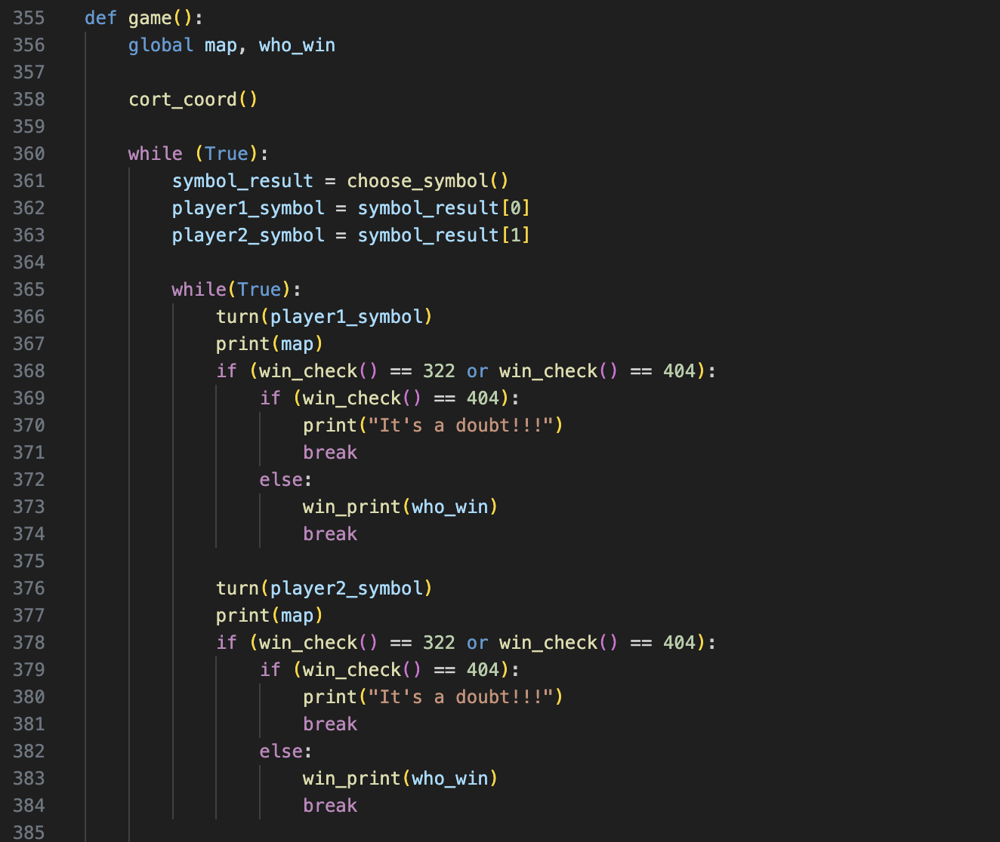 355 def game():
356     global map, who_win
357
358     cort_coord()
359
360     while (True):
361         symbol_result = choose_symbol()
362         player1_symbol = symbol_result[0]
363         player2_symbol = symbol_result[1]
364
365         while(True):
366             turn(player1_symbol)
367             print(map)
368             if (win_check() == 322 or win_check() == 404):
369                 if (win_check() == 404):
370                     print("It's a doubt!!!")
371                     break
372                 else:
373                     win_print(who_win)
374                     break
375
376             turn(player2_symbol)
377             print(map)
378             if (win_check() == 322 or win_check() == 404):
379                 if (win_check() == 404):
380                     print("It's a doubt!!!")
381                     break
382                 else:
383                     win_print(who_win)
384                     break
385